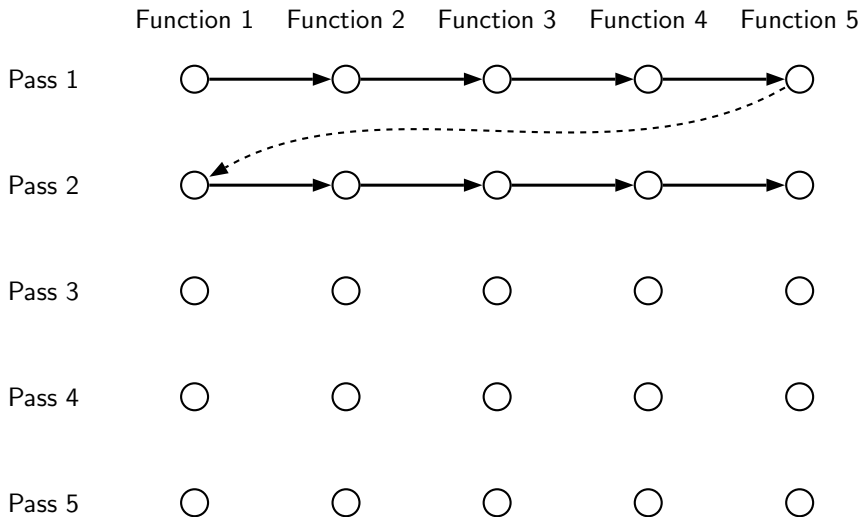 Function 1 Function 2 Function 3 Function 4 Function 5
Pass 1
Pass 2
Pass 3
Pass 4
Pass 5